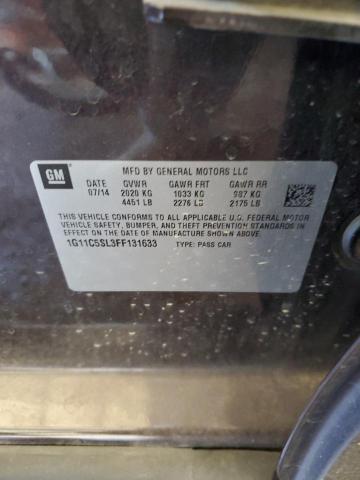 GM
MFD BY GENERAL MOTORS LLC
DATE GVWR GAWR FRT GAWR RR
07/14 2020 KG 1033 KG 987 KG
4451 LB 2276 LB 2175 LB
THIS VEHICLE CONFORMS TO ALL APPLICABLE U.S. FEDERAL MOTOR
VEHICLE SAFETY, BUMPER, AND THEFT PREVENTION STANDARDS
IN EFFECT ON THE DATE OF MANUFACTURE SHOWN ABOVE.
1G11C5SL3FF131633 TYPE: PASS CAR